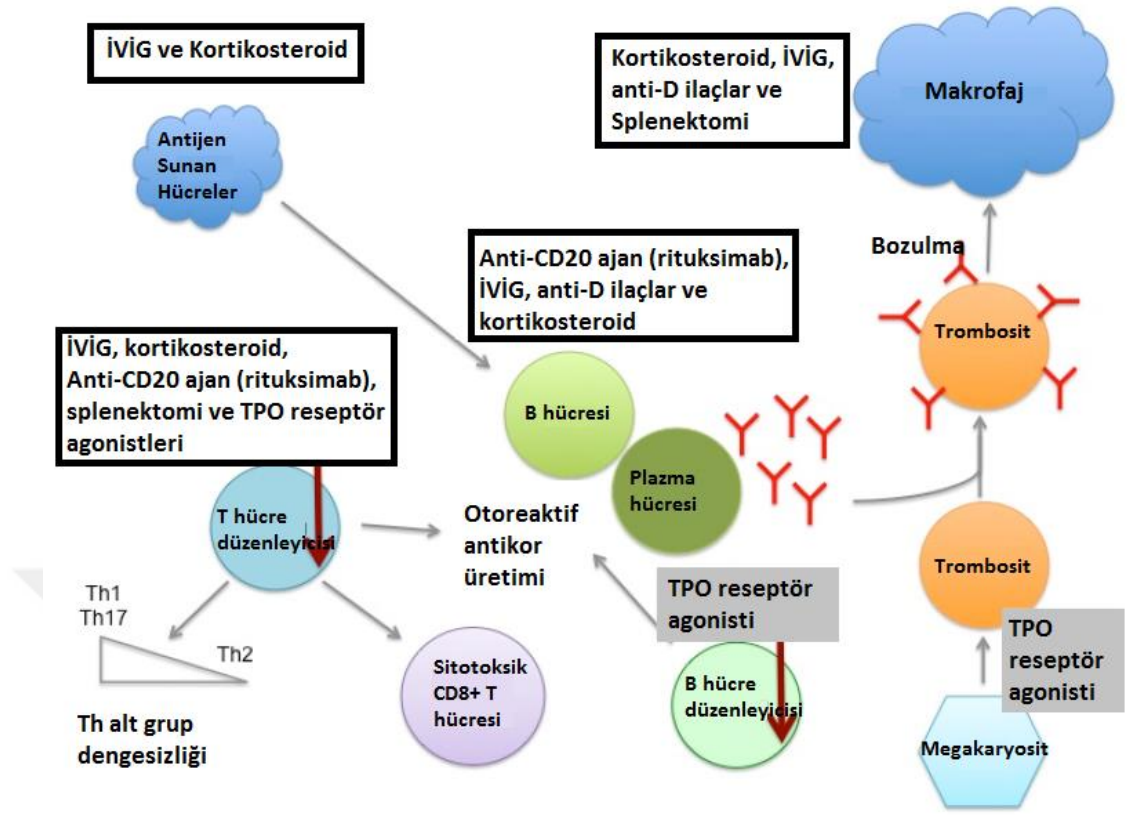 İVİG ve Kortikosteroid
Kortikosteroid, İVİG,
anti-D ilaçlar ve
Splenektomi
Makrofaj
Antijen
Sunan
Hücreler
Bozulma
Anti-CD20 ajan (rituksimab),
İVİG, anti-D ilaçlar ve
kortikosteroid
Trombosit
İVİG, kortikosteroid,
Anti-CD20 ajan (rituksimab),
splenektomi ve TPO reseptör
agonistleri
B hücresi
Plazma
hücresi
T hücre
düzenleyicisi
Otoreaktif
antikor
üretimi
Trombosit
TPO reseptör
agonisti
TPO
reseptör
agonisti
Th1
Th17
Th2
Sitotoksik
CD8+ T
hücresi
B hücre
düzenleyicisi
Th alt grup
dengesizliği
Megakaryosit